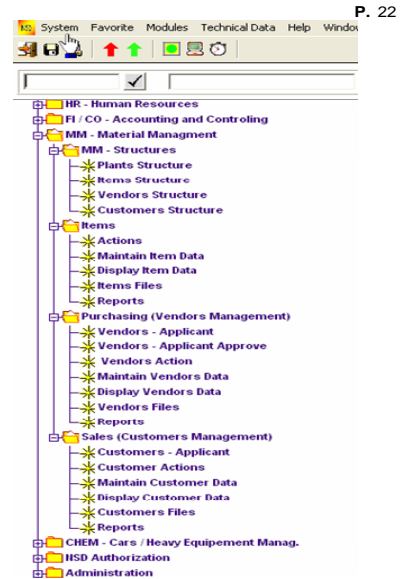 P. 22
System Favorite Modules Technical Data Help Window
HR - Human Resources
FI / CO - Accounting and Controling
MM - Material Managment
MM - Structures
Plants Structure
Items Structure
Vendors Structure
Customers Structure
Items
Actions
Maintain Item Data
Display Item Data
Items Files
Reports
Purchasing (Vendors Management)
Vendors - Applicant
Vendors - Applicant Approve
Vendors Action
Maintain Vendors Data
Display Vendors Data
Vendors Files
Reports
Sales (Customers Management)
Customers - Applicant
Customer Actions
Maintain Customer Data
Display Customer Data
Customers Files
Reports
CHEM - Cars / Heavy Equipement Manag.
NSD Authorization
Administration